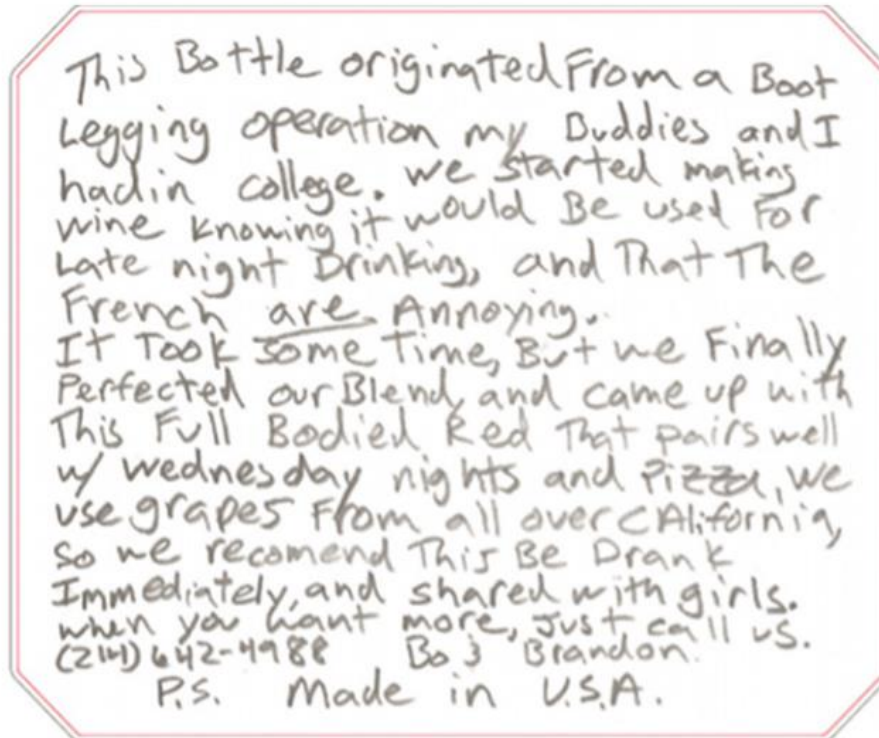 This Bottle originated From a Boot
Legging operation my Buddies and I
had in college. We started making
wine knowing it would Be used For
Late night Drinking, and That The
French are Annoying.
It Took some Time, But we Finally
Perfected our Blend, and came up with
This Full Bodied Red That pairs well
w/ Wednesday nights and Pizza, we
use grapes From all over CAlifornia,
so we recomend This Be Drank
Immediately, and shared with girls.
when you want more, Just call us.
(214) 642-4988 Bo & Brandon.
P.S. Made in U.S.A.